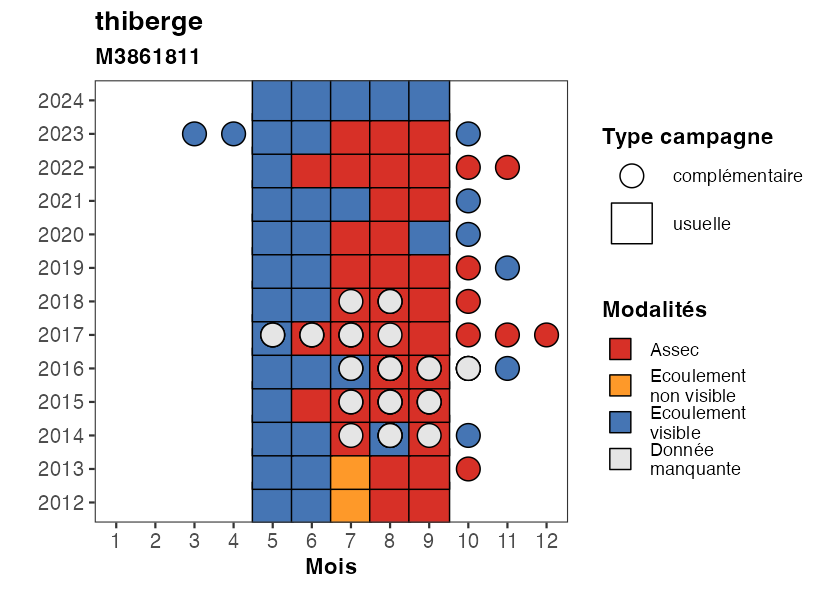 thiberge
M3861811
2024
2023
2022
2021
2020
2019
2018
2017
2016
2015
2014
2013
2012
1 2 3 4 5 6 7 8 9 10 11 12
Mois
Type campagne
complémentaire
usuelle
Modalités
Assec
Ecoulement
non visible
Ecoulement
visible
Donnée
manquante